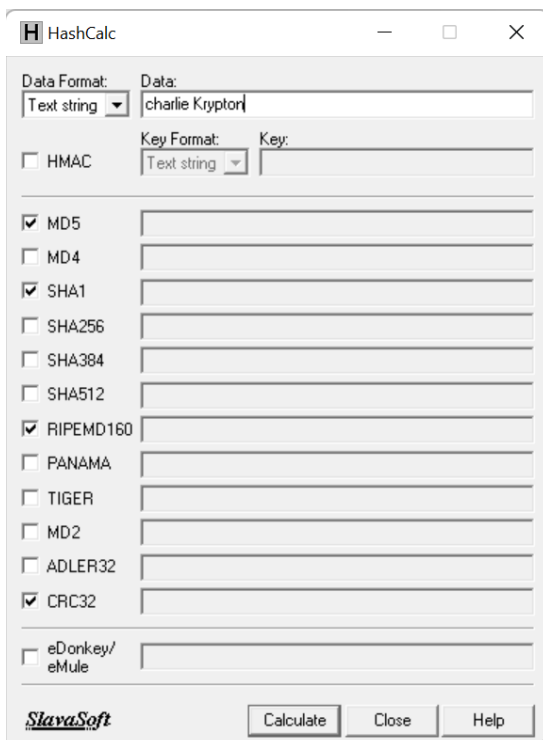 H HashCalc
Data Format: Data:
Text string charlie Krypton
Key Format: Key:
HMAC Text string
MD5
MD4
SHA1
SHA256
SHA384
SHA512
RIPEMD160
PANAMA
TIGER
MD2
ADLER32
CRC32
eDonkey/
eMule
SlavaSoft Calculate Close Help